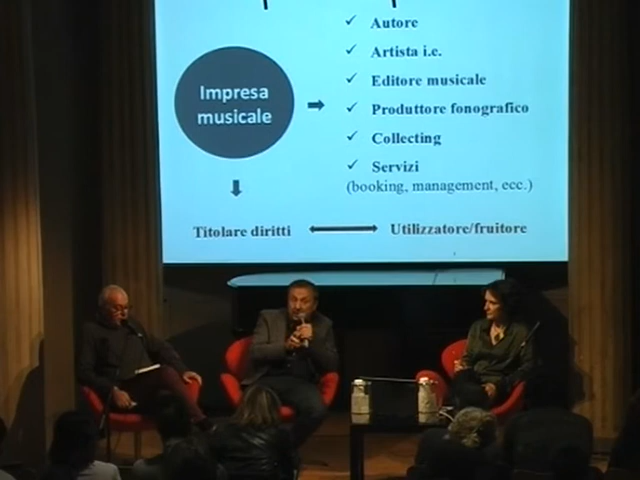 Impresa
musicale
Autore
Artista i.e.
Editore musicale
Produttore fonografico
Collecting
Servizi
(booking, management, ecc.)
Titolare diritti
Utilizzatore/fruitore